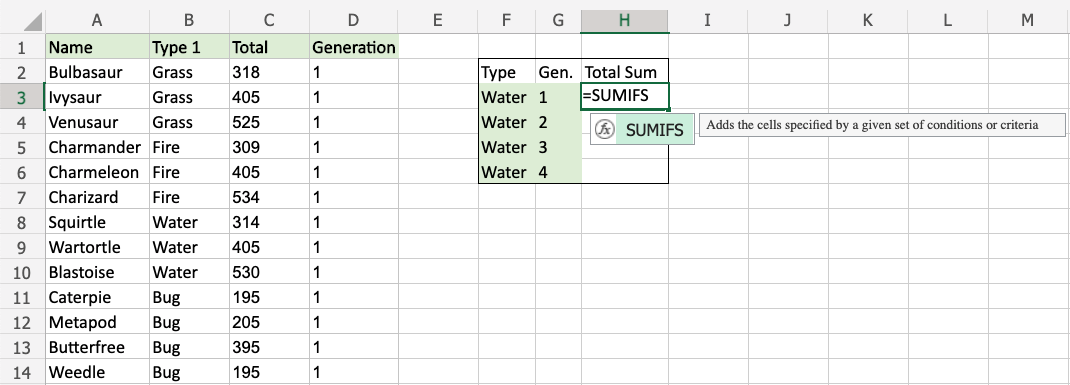 A B C D E F G H I J K L M
1 Name Type 1 Total Generation
2 Bulbasaur Grass 318 1 Type Gen. Total Sum
3 Ivysaur Grass 405 1 Water 1 =SUMIFS
4 Venusaur Grass 525 1 Water 2 fx SUMIFS Adds the cells specified by a given set of conditions or criteria
5 Charmander Fire 309 1 Water 3
6 Charmeleon Fire 405 1 Water 4
7 Charizard Fire 534 1
8 Squirtle Water 314 1
9 Wartortle Water 405 1
10 Blastoise Water 530 1
11 Caterpie Bug 195 1
12 Metapod Bug 205 1
13 Butterfree Bug 395 1
14 Weedle Bug 195 1